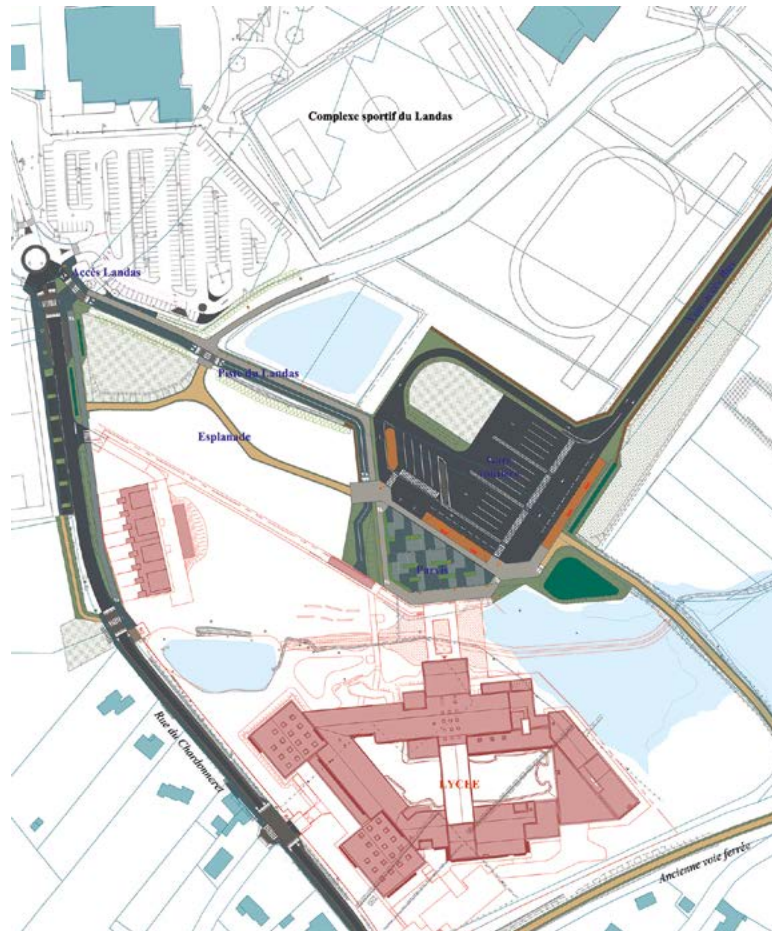 Complexe sportif du Landas
Accès Landas
Piste du Landas
Esplanade
Parvis
Rue du Chardonneret
LYCEE
Ancienne voie ferrée